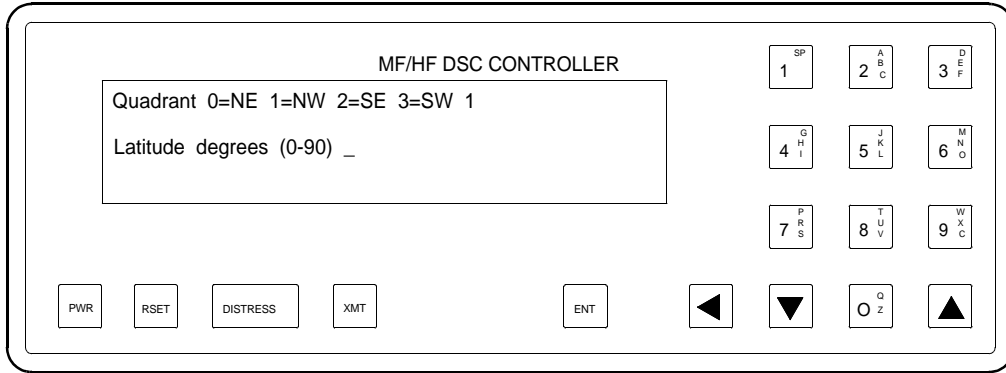 MF/HF DSC CONTROLLER
Quadrant 0=NE 1=NW 2=SE 3=SW 1
Latitude degrees (0-90) _
1 SP
2 A B C
3 D E F
4 G H I
5 J K L
6 M N O
7 P R S
8 T U V
9 W X C
PWR
RSET
DISTRESS
XMT
ENT
O Q Z